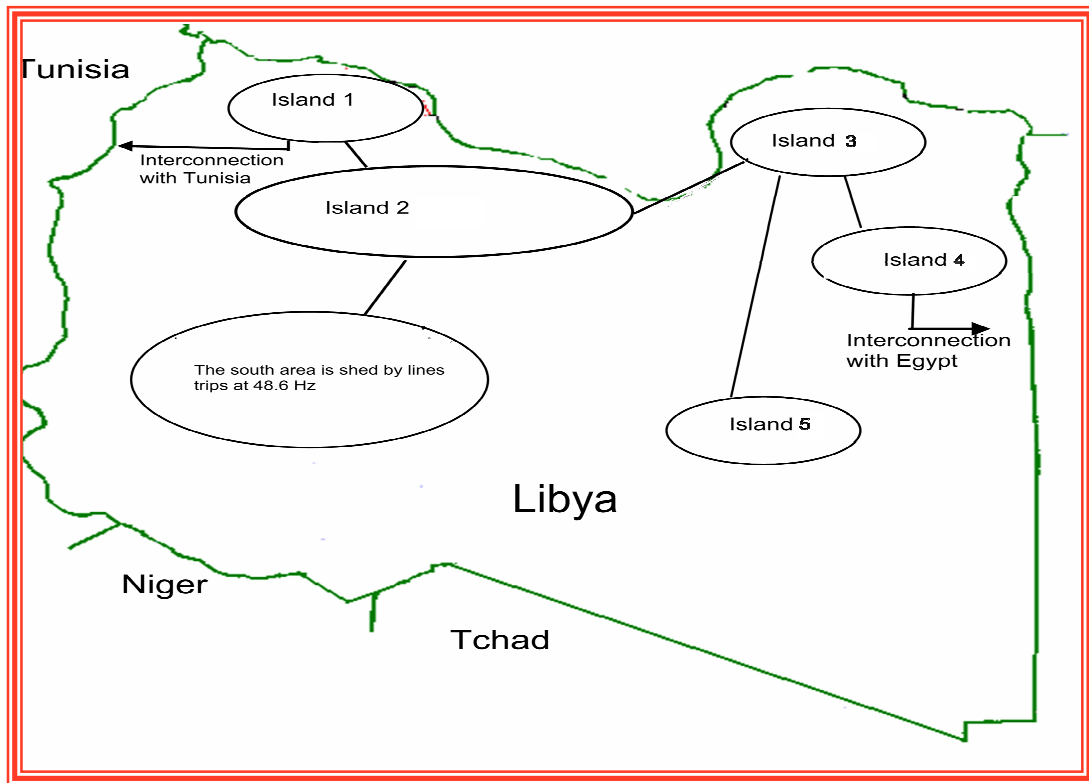 Tunisia
Island 1
Interconnection
with Tunisia
Island 2
Island 3
Island 4
Interconnection
with Egypt
The south area is shed by lines
trips at 48.6 Hz
Island 5
Libya
Niger
Tchad